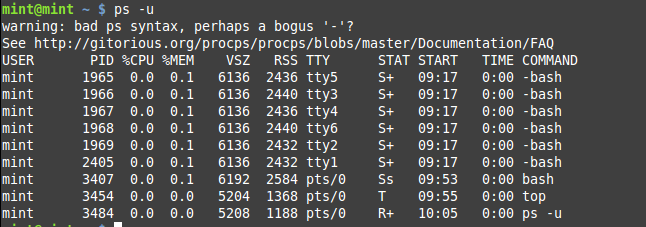 mint@mint ~ $ ps -u
warning: bad ps syntax, perhaps a bogus '-'?
See http://gitorious.org/procps/procps/blobs/master/Documentation/FAQ
USER       PID %CPU %MEM    VSZ   RSS TTY      STAT START   TIME COMMAND
mint      1965  0.0  0.1   6136  2436 tty5     S+   09:17   0:00 -bash
mint      1966  0.0  0.1   6136  2440 tty3     S+   09:17   0:00 -bash
mint      1967  0.0  0.1   6136  2436 tty4     S+   09:17   0:00 -bash
mint      1968  0.0  0.1   6136  2440 tty6     S+   09:17   0:00 -bash
mint      1969  0.0  0.1   6136  2432 tty2     S+   09:17   0:00 -bash
mint      2405  0.0  0.1   6136  2432 tty1     S+   09:17   0:00 -bash
mint      3407  0.0  0.1   6192  2584 pts/0    Ss   09:53   0:00 bash
mint      3454  0.0  0.0   5204  1368 pts/0    T    09:55   0:00 top
mint      3484  0.0  0.0   5208  1188 pts/0    R+   10:05   0:00 ps -u